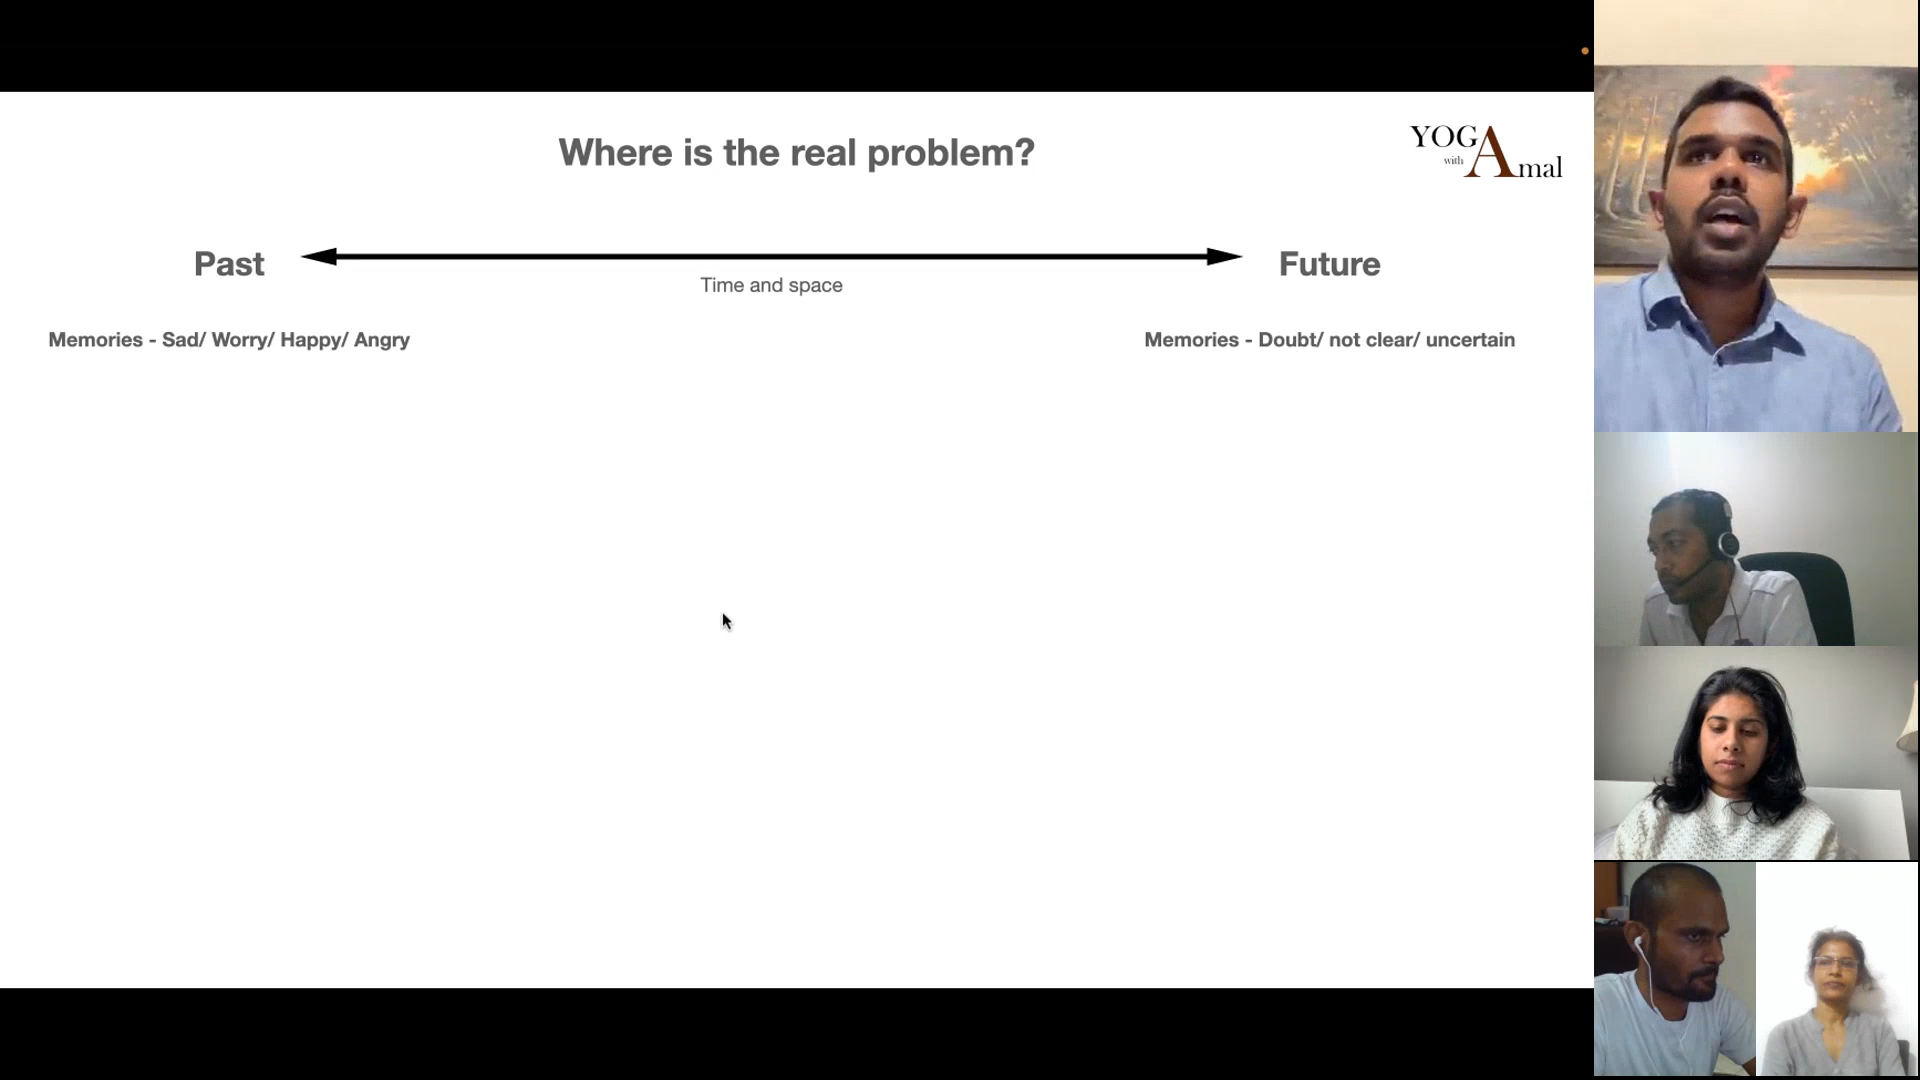 Where is the real problem?
YOGA
with Amal
Past
Future
Time and space
Memories - Sad/ Worry/ Happy/ Angry
Memories - Doubt/ not clear/ uncertain